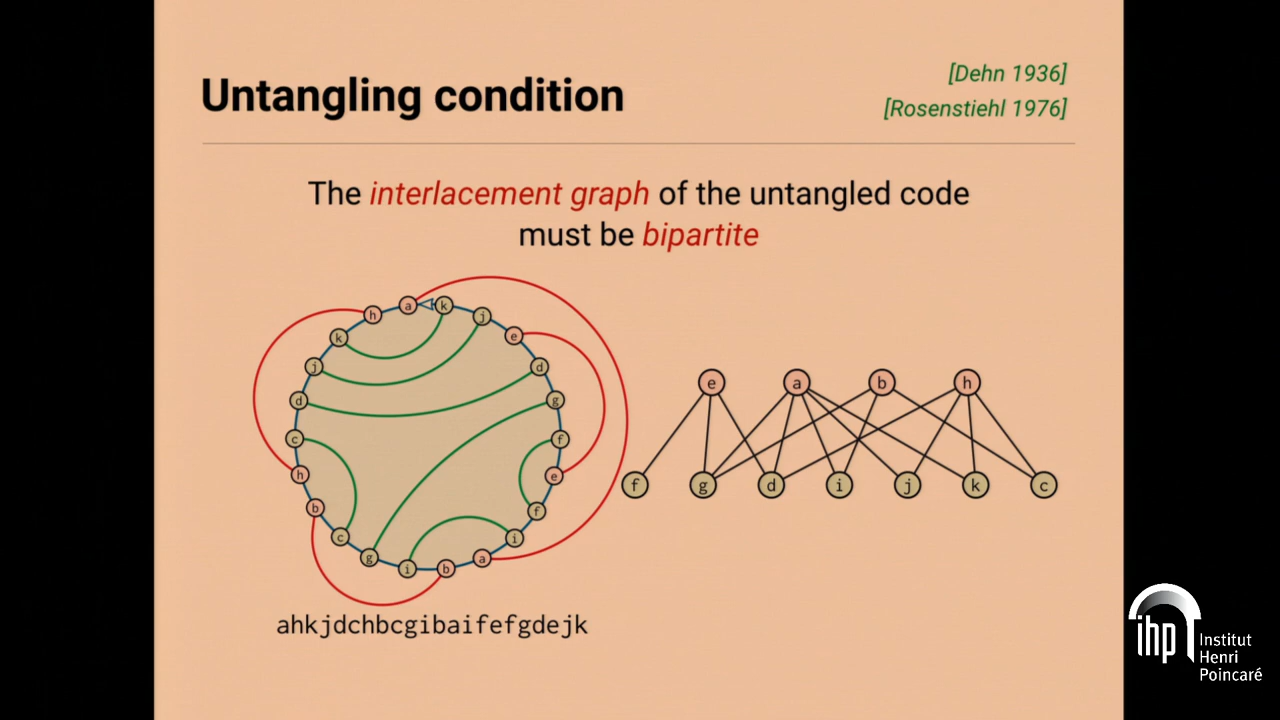 Untangling condition
[Dehn 1936]
[Rosenstiehl 1976]
The interlacement graph of the untangled code
must be bipartite
a k j e d g f e f i a b i g c b h c d j k h
e a b h
f g d i j k c
ahkjdchbcgibaifefgdejk
ihp Institut
Henri
Poincaré